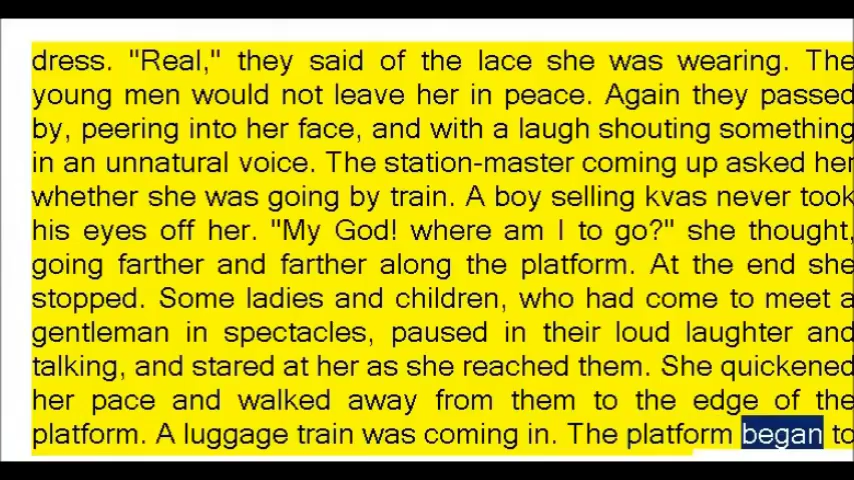 dress. "Real," they said of the lace she was wearing. The
young men would not leave her in peace. Again they passed
by, peering into her face, and with a laugh shouting something
in an unnatural voice. The station-master coming up asked her
whether she was going by train. A boy selling kvas never took
his eyes off her. "My God! where am I to go?" she thought,
going farther and farther along the platform. At the end she
stopped. Some ladies and children, who had come to meet a
gentleman in spectacles, paused in their loud laughter and
talking, and stared at her as she reached them. She quickened
her pace and walked away from them to the edge of the
platform. A luggage train was coming in. The platform began to